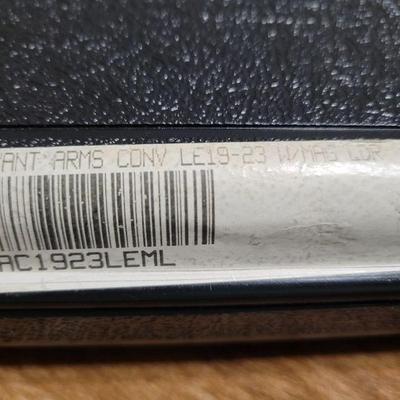 ANT ARMS CONV LE19-23 W/MAG LDR
AC1923LEML